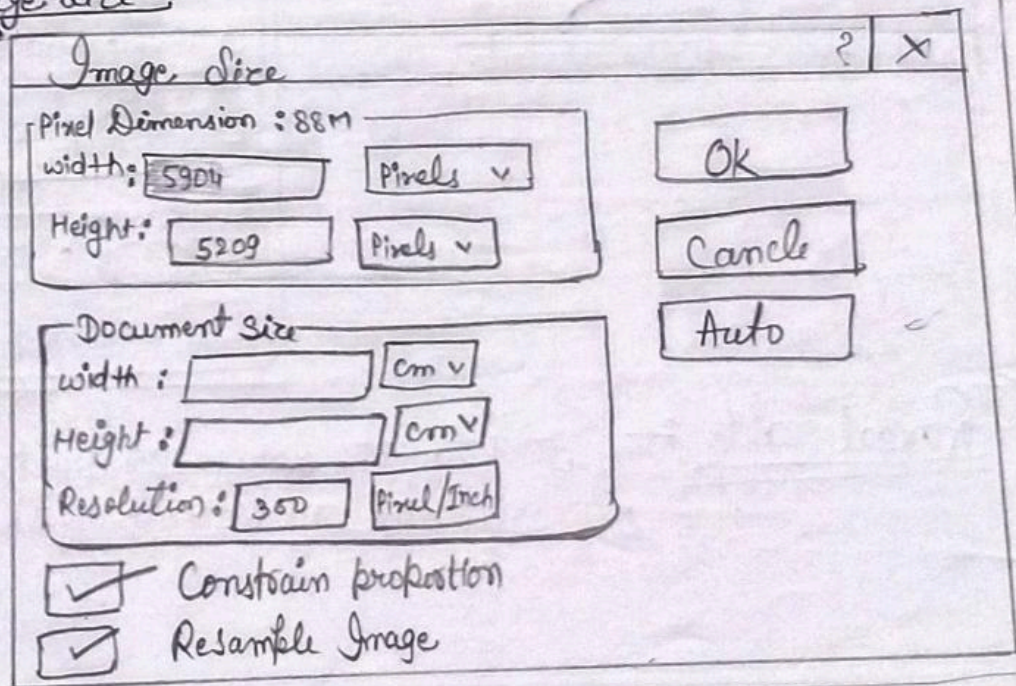 Image Size ? X
Pixel Dimension : 88M
width: 5904 Pixels
Height: 5209 Pixels
Ok
Cancle
Auto
Document Size
width : cm
Height : cm
Resolution: 300 Pixel/Inch
Constrain proportion
Resample Image